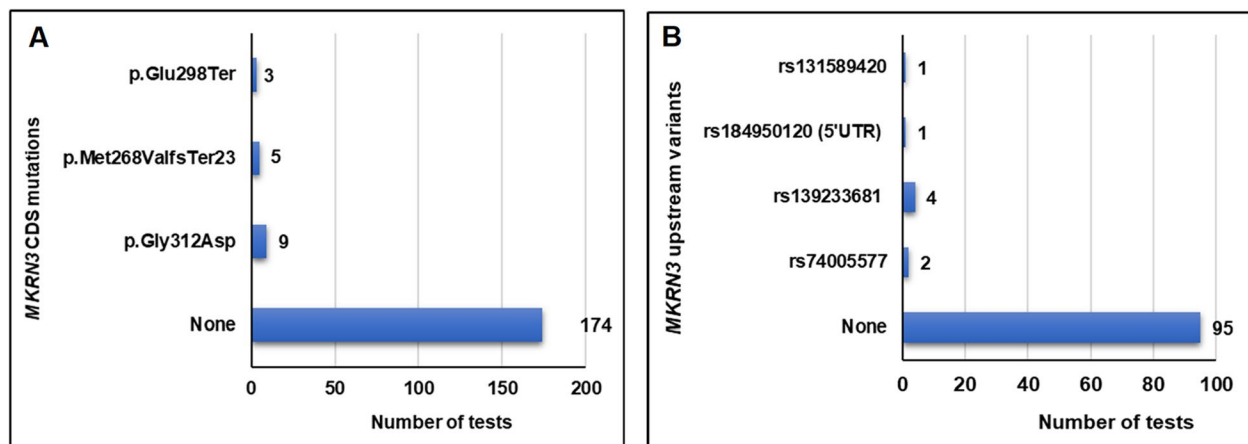 A
MKRN3 CDS mutations
p.Glu298Ter
3
p.Met268ValfsTer23
5
p.Gly312Asp
9
None
174
0 50 100 150 200
Number of tests
B
MKRN3 upstream variants
rs131589420
1
rs184950120 (5'UTR)
1
rs139233681
4
rs74005577
2
None
95
0 20 40 60 80 100
Number of tests